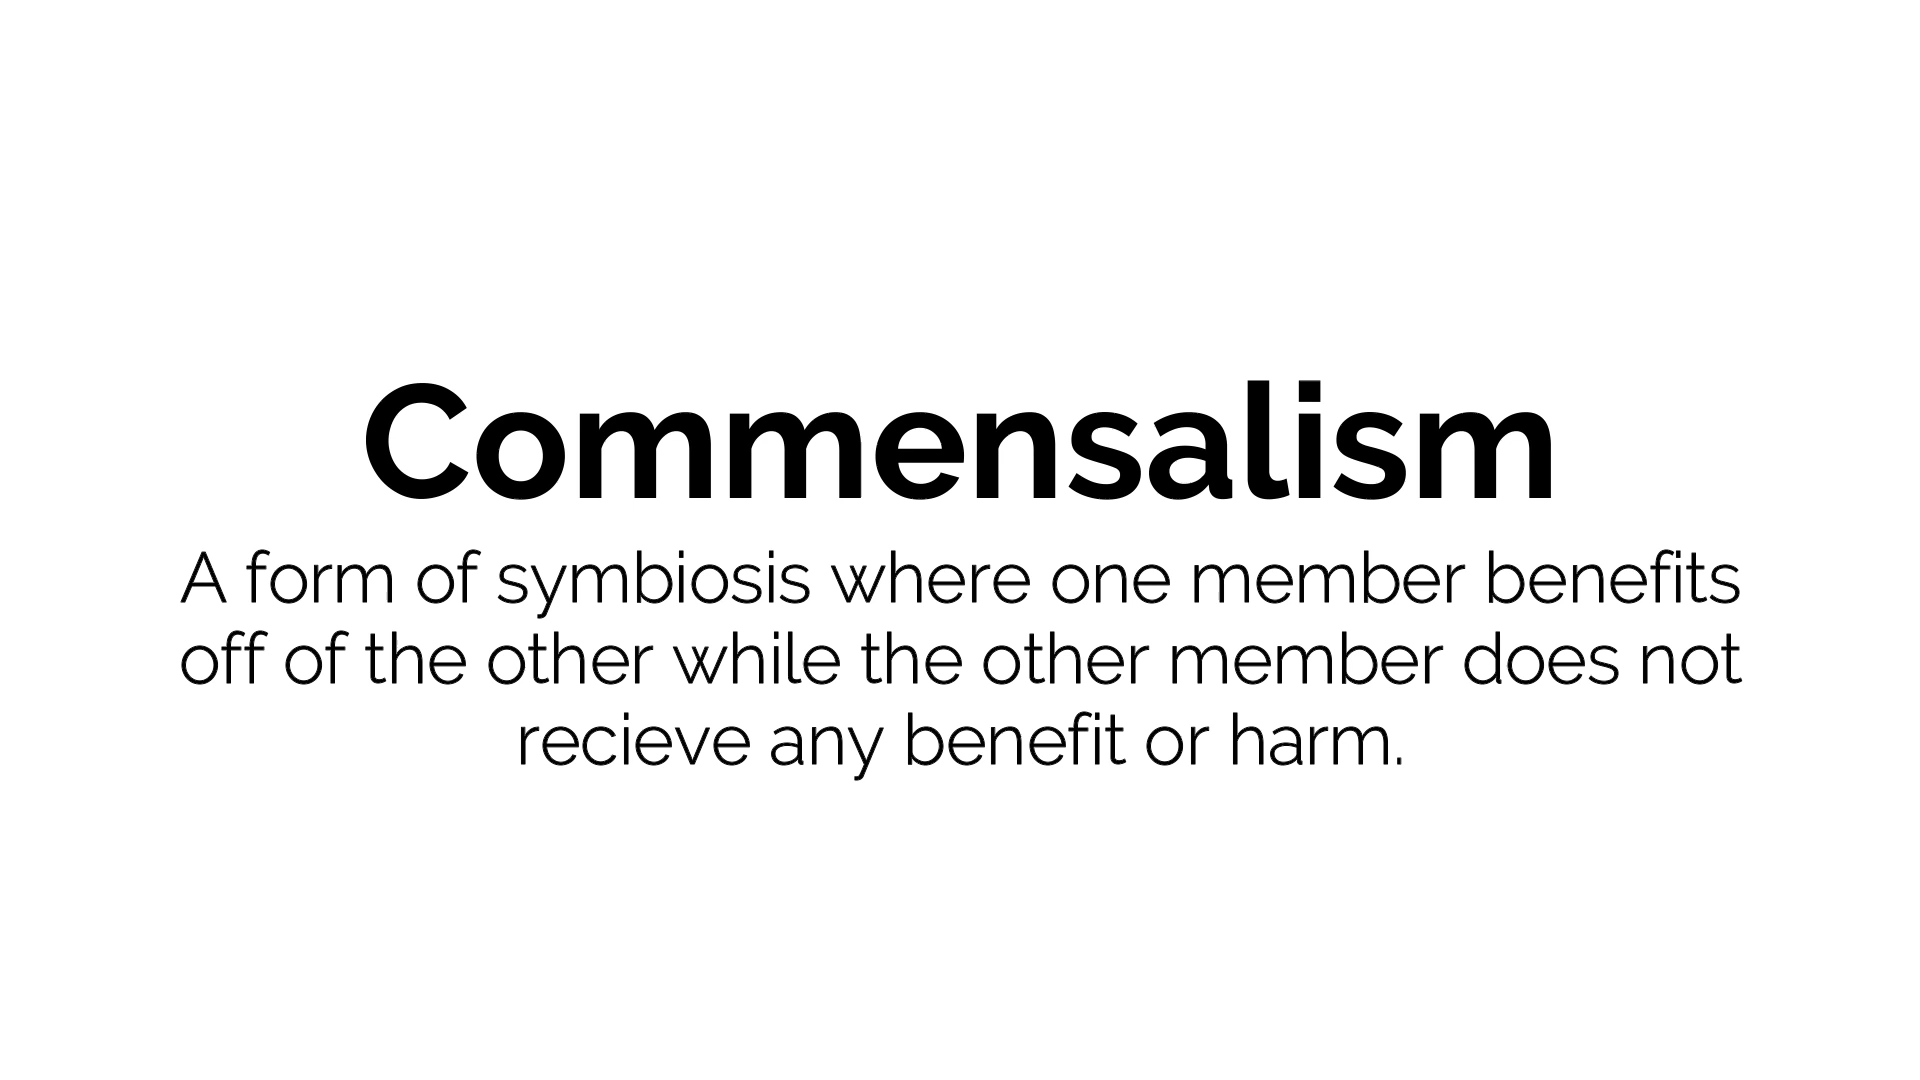 Commensalism
A form of symbiosis where one member benefits
off of the other while the other member does not
recieve any benefit or harm.